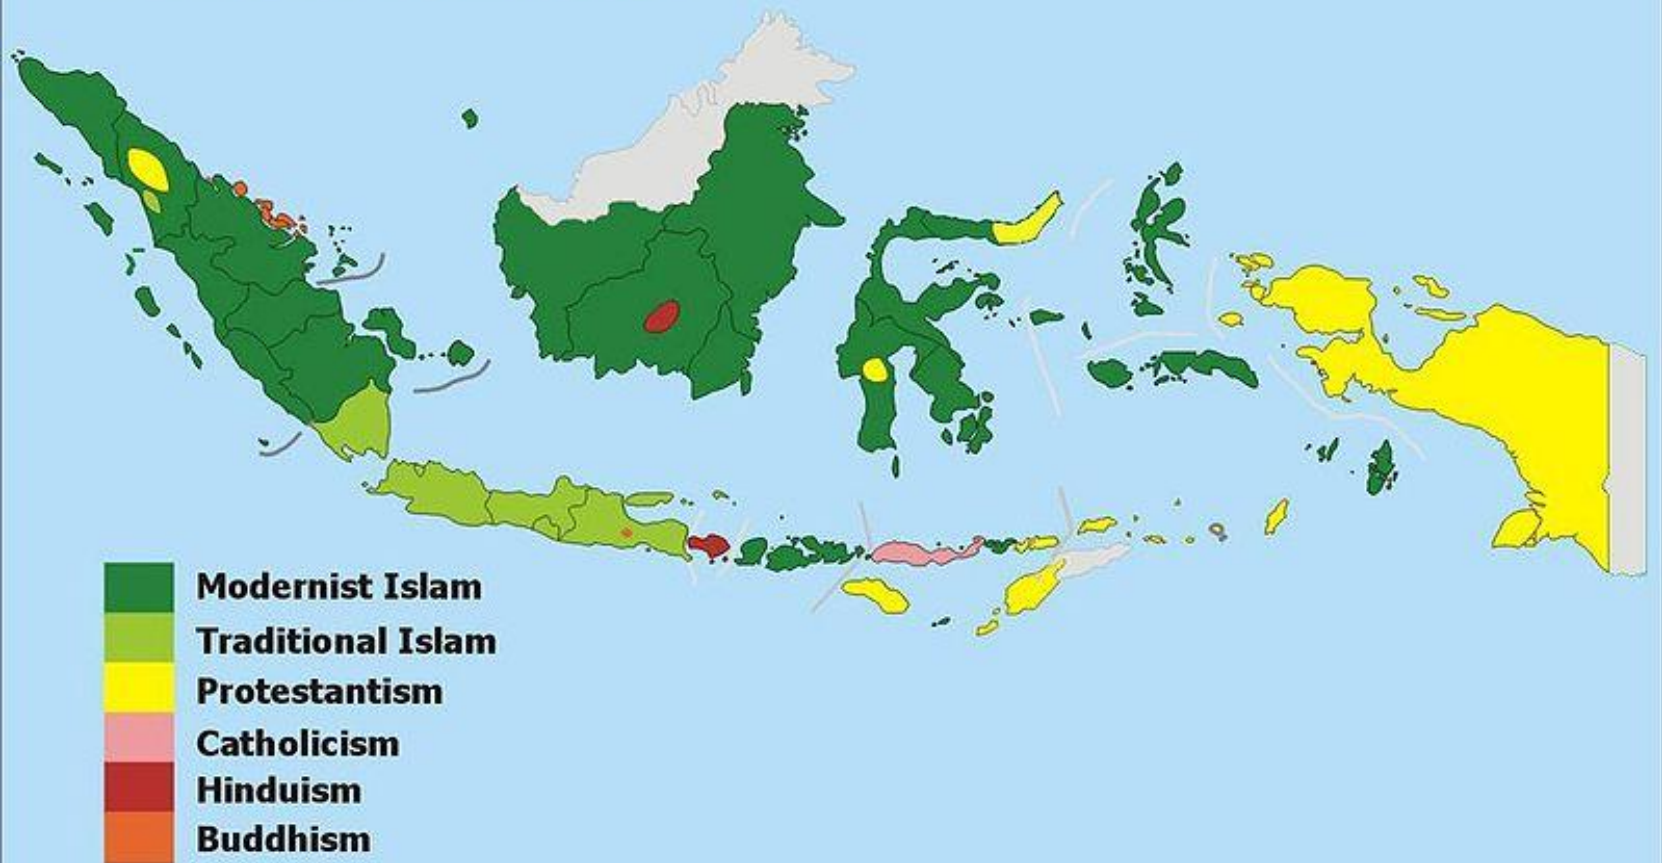 Modernist Islam
Traditional Islam
Protestantism
Catholicism
Hinduism
Buddhism